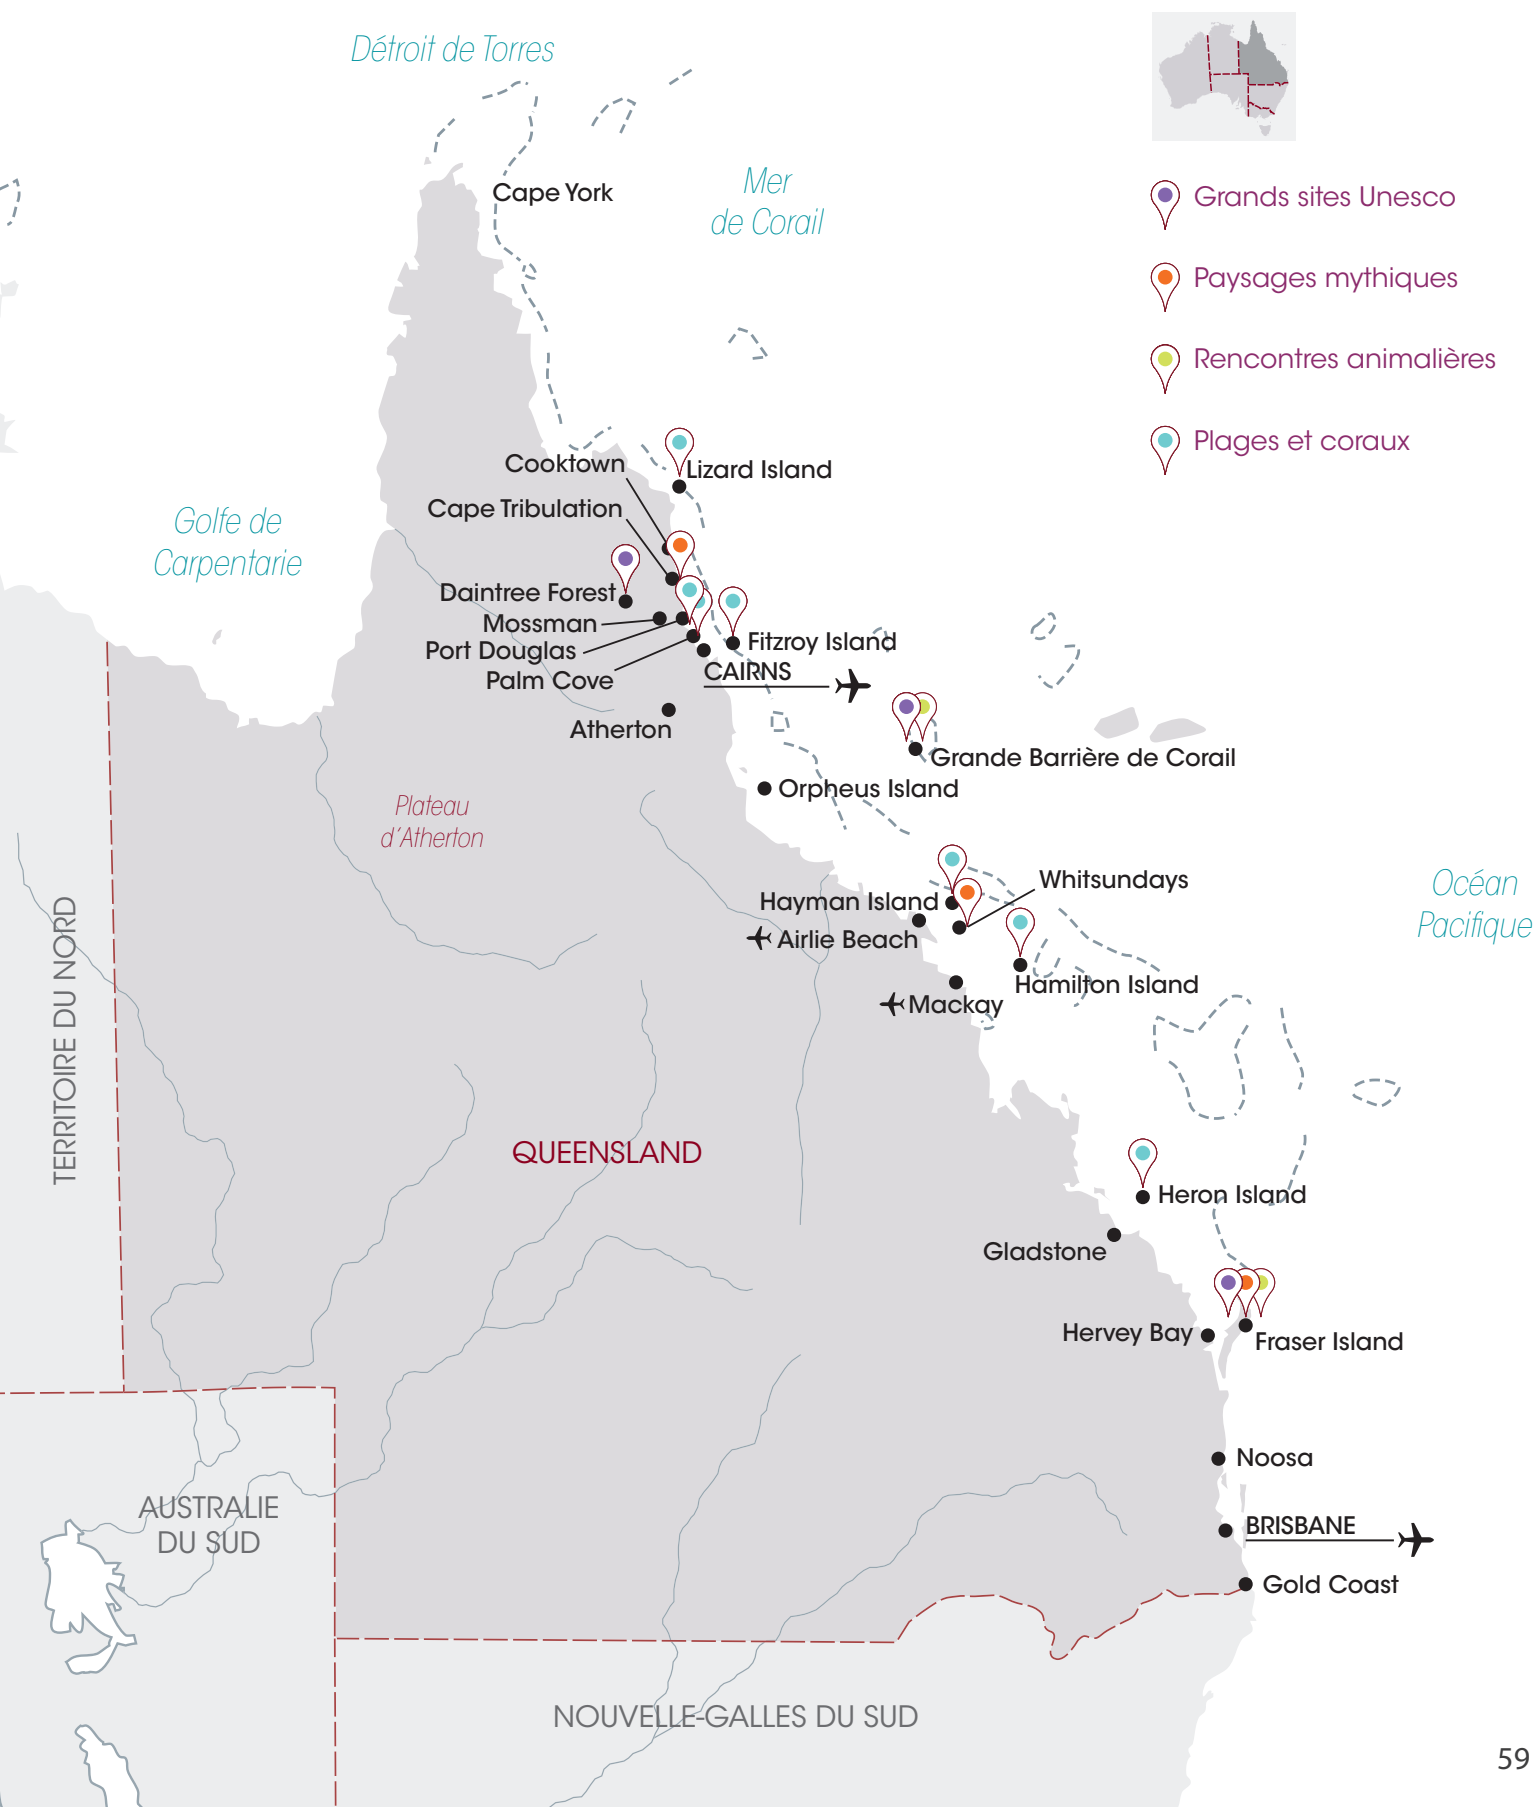 Détroit de Torres
Cape York
Mer
de Corail
Grands sites Unesco
Paysages mythiques
Rencontres animalières
Plages et coraux
Golfe de
Carpentarie
Cooktown
Lizard Island
Cape Tribulation
Daintree Forest
Mossman
Port Douglas
Palm Cove
Fitzroy Island
CAIRNS
Atherton
Grande Barrière de Corail
Orpheus Island
Plateau
d'Atherton
Whitsundays
Hayman Island
Airlie Beach
Hamilton Island
Mackay
Océan
Pacifique
TERRITOIRE DU NORD
QUEENSLAND
Heron Island
Gladstone
Hervey Bay
Fraser Island
Noosa
BRISBANE
Gold Coast
AUSTRALIE
DU SUD
NOUVELLE-GALLES DU SUD
59